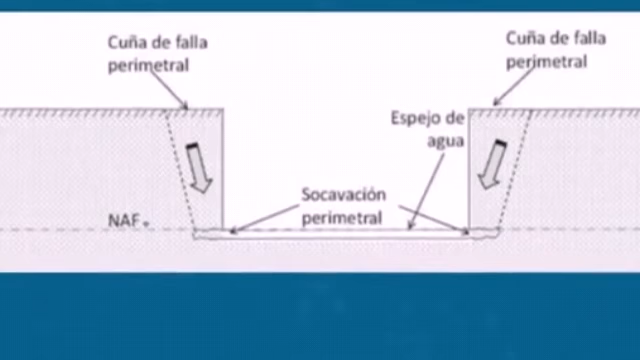 Cuña de falla
perimetral
Cuña de falla
perimetral
Espejo de
agua
Socavación
perimetral
NAF